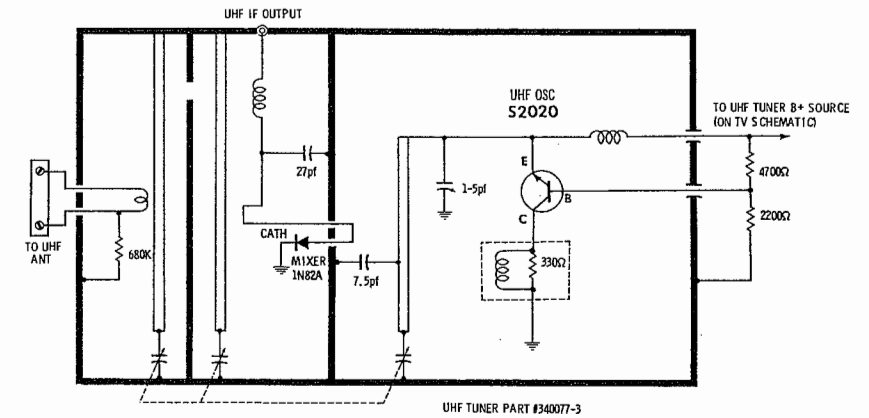 UHF IF OUTPUT
UHF OSC
S2020
TO UHF TUNER B+ SOURCE
(ON TV SCHEMATIC)
E
B
C
4700Ω
2200Ω
27pf
1-5pf
TO UHF
ANT
680K
CATH
MIXER
1N82A
7.5pf
330Ω
UHF TUNER PART #340077-3